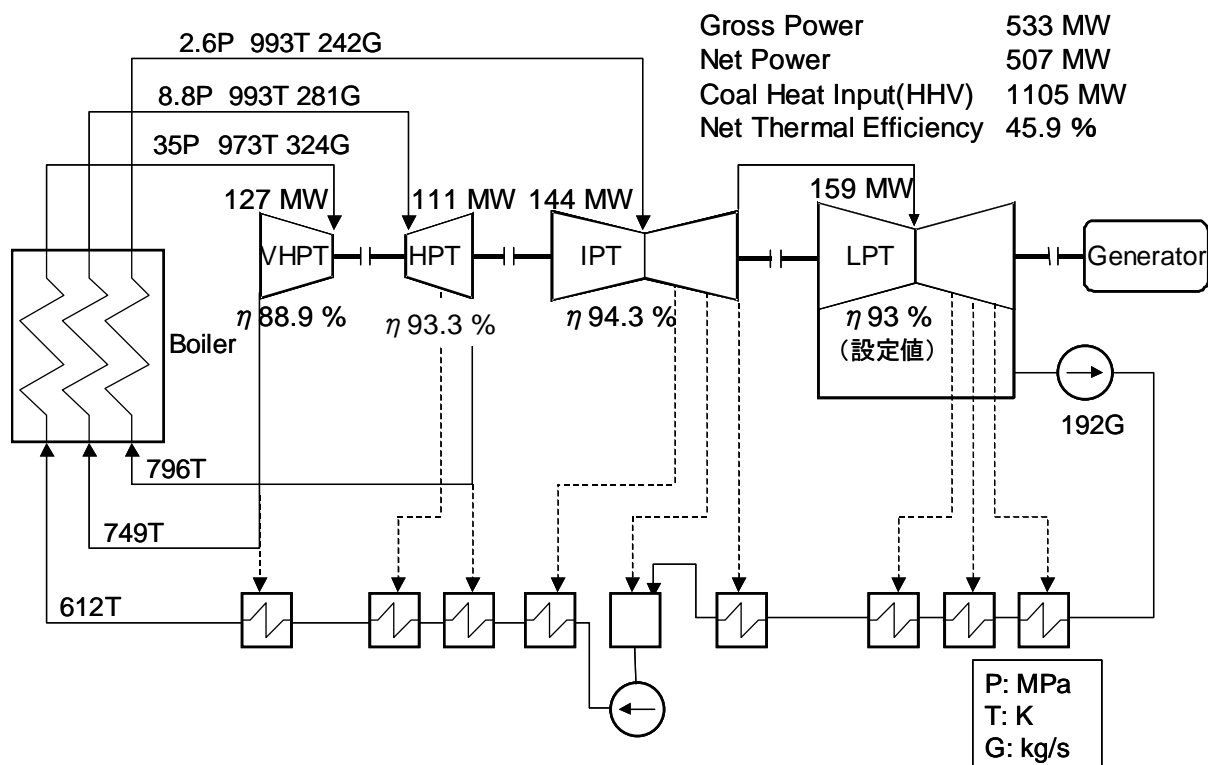 Gross Power 533 MW
Net Power 507 MW
Coal Heat Input(HHV) 1105 MW
Net Thermal Efficiency 45.9 %
2.6P 993T 242G
8.8P 993T 281G
35P 973T 324G
127 MW
111 MW
144 MW
159 MW
VHPT
HPT
IPT
LPT
Generator
Boiler
η 88.9 %
η 93.3 %
η 94.3 %
η 93 %
（設定値）
192G
796T
749T
612T
P: MPa
T: K
G: kg/s